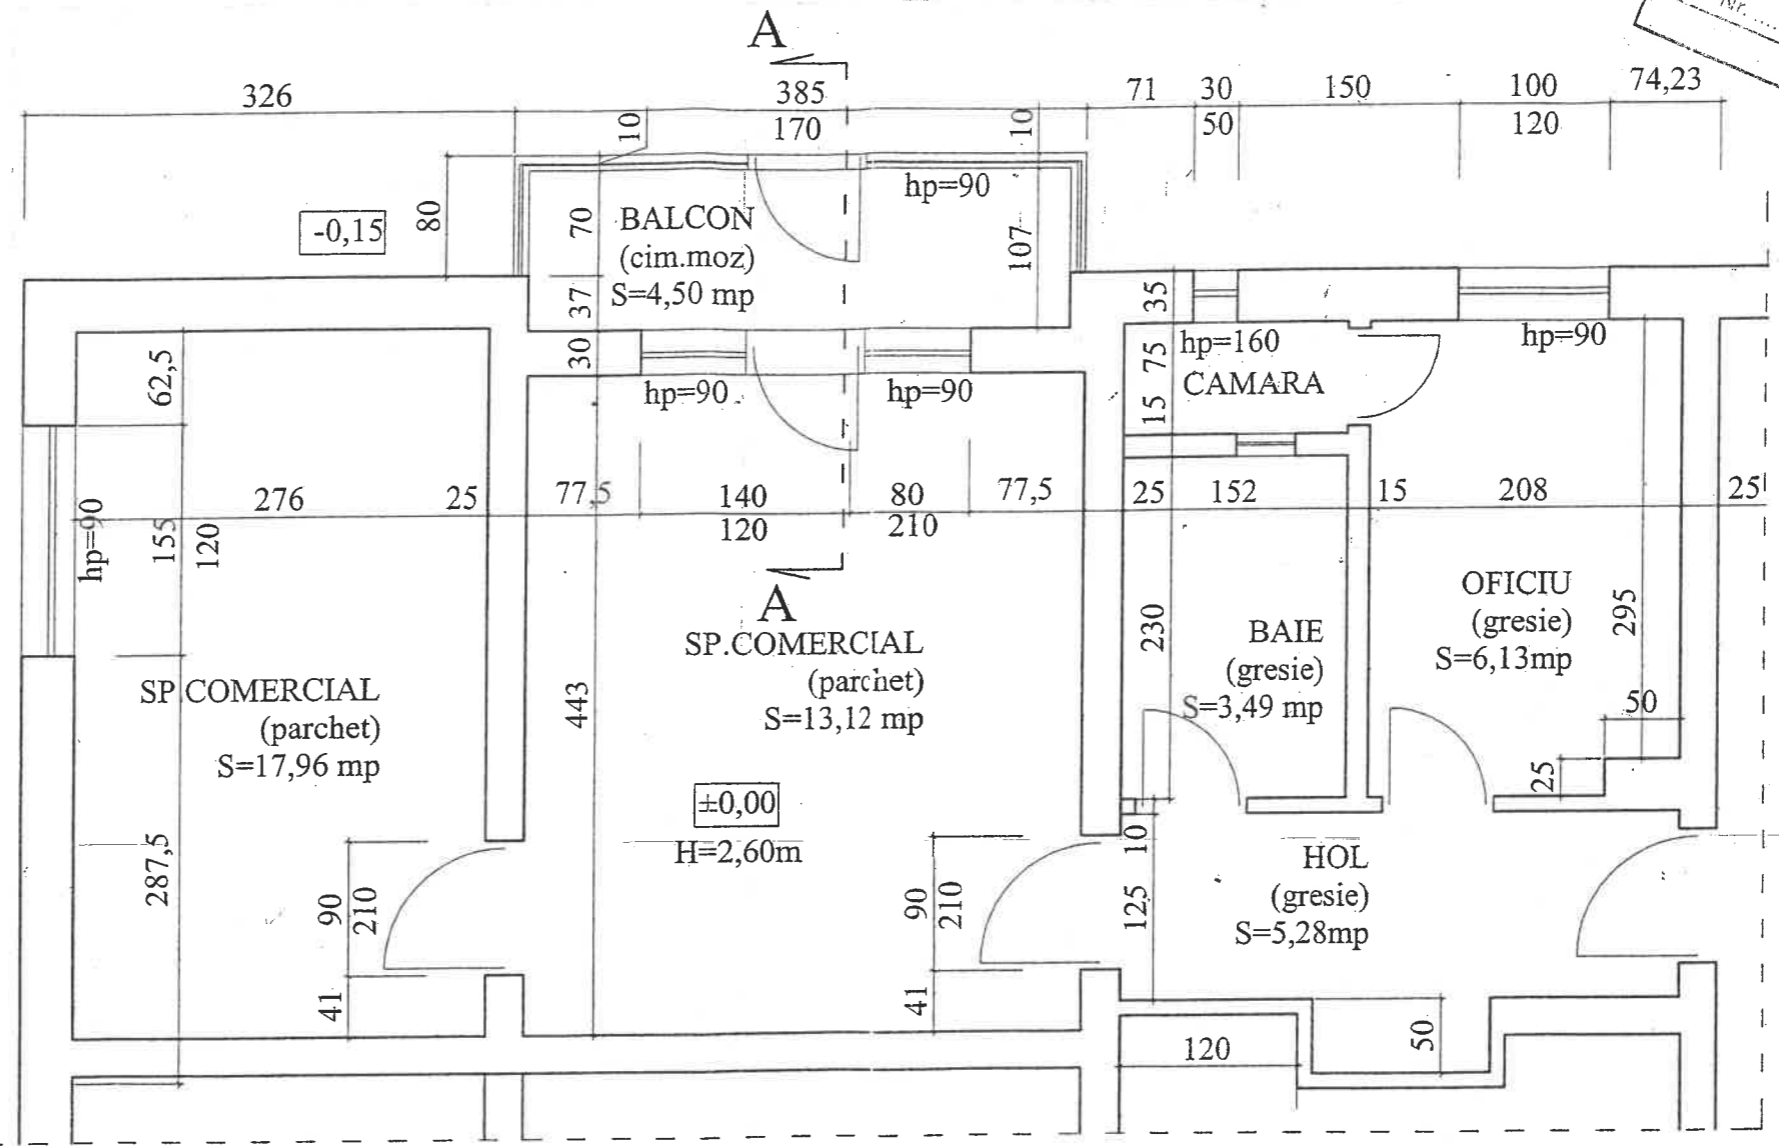 A
Nr. ......
326
385
170
71
30
50
150
100
120
74,23
10
10
80
-0,15
70
BALCON
(cim.moz)
S=4,50 mp
hp=90
107
37
30
35
75
15
hp=160
CAMARA
hp=90
62,5
hp=90
hp=90
hp=90
155
120
276
25
77,5
140
120
80
210
77,5
25
152
15
208
25
A
SP.COMERCIAL
(parchet)
S=17,96 mp
SP.COMERCIAL
(parchet)
S=13,12 mp
443
230
BAIE
(gresie)
S=3,49 mp
OFICIU
(gresie)
S=6,13mp
295
50
25
±0,00
H=2,60m
287,5
90
210
41
90
210
41
10
125
HOL
(gresie)
S=5,28mp
120
50